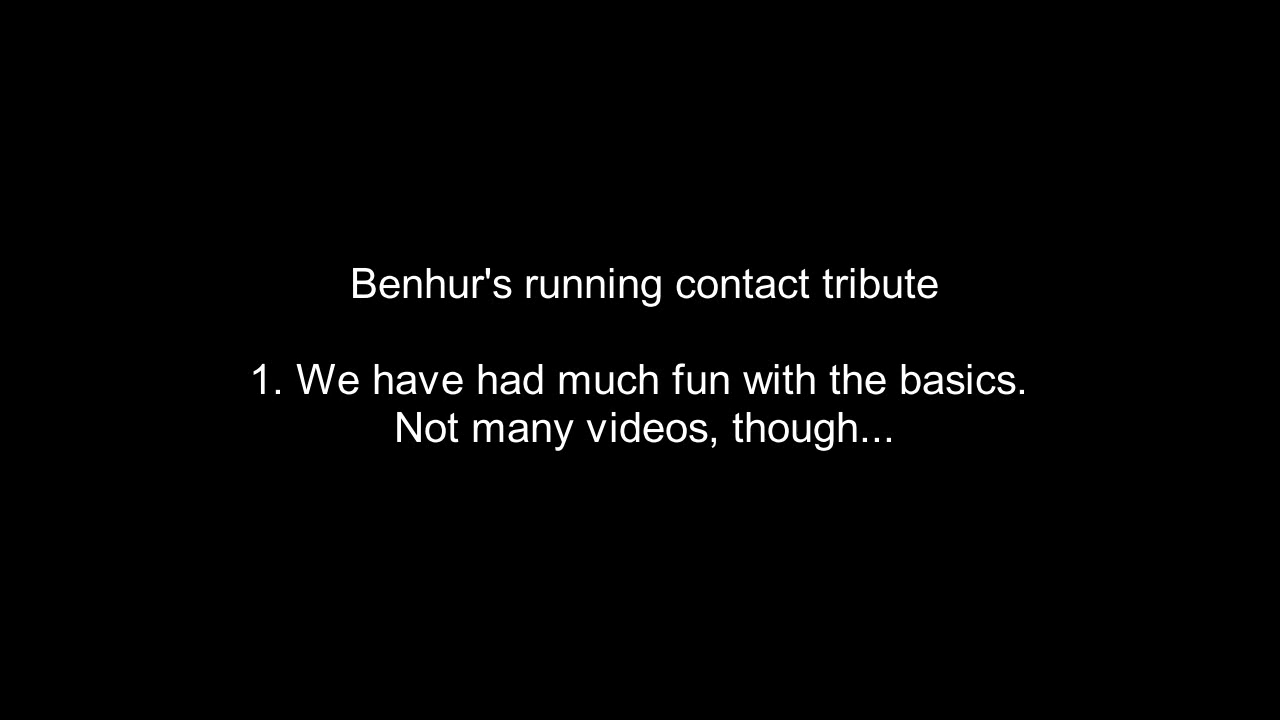 Benhur's running contact tribute
1. We have had much fun with the basics.
Not many videos, though...